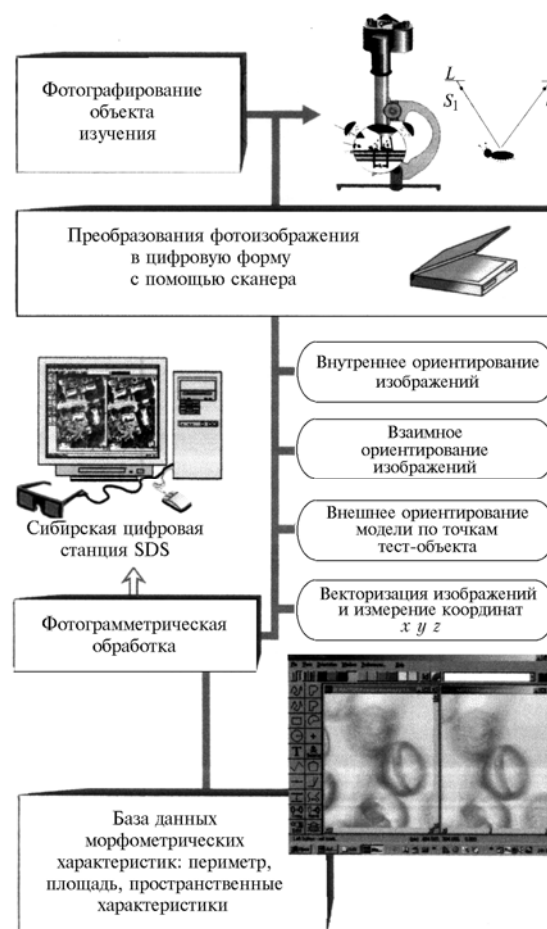 Фотографирование
объекта
изучения
L
S1
Преобразования фотоизображения
в цифровую форму
с помощью сканера
Внутреннее ориентирование
изображений
Взаимное
ориентирование
изображений
Внешнее ориентирование
модели по точкам
тест-объекта
Векторизация изображений
и измерение координат
x y z
Сибирская цифровая
станция SDS
Фотограмметрическая
обработка
База данных
морфометрических
характеристик: периметр,
площадь, пространственные
характеристики